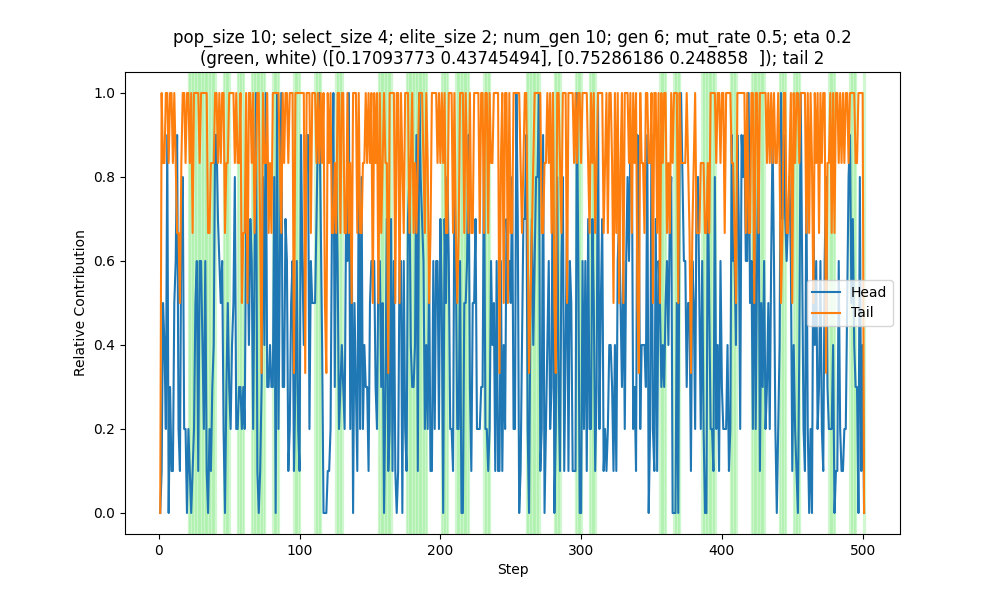 pop_size 10; select_size 4; elite_size 2; num_gen 10; gen 6; mut_rate 0.5; eta 0.2
(green, white) ([0.17093773 0.43745494], [0.75286186 0.248858  ]); tail 2
1.0
0.8
0.6
0.4
0.2
0.0
Relative Contribution
Head
Tail
0 100 200 300 400 500
Step